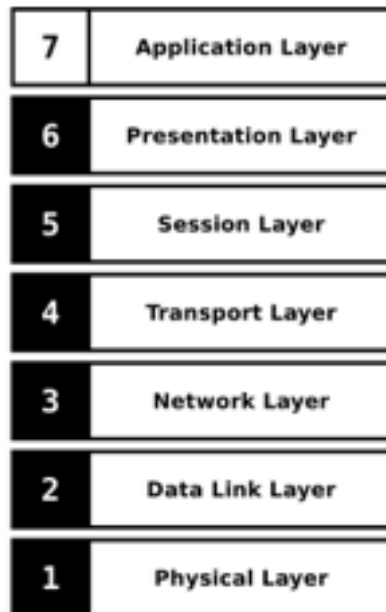 7 Application Layer
6 Presentation Layer
5 Session Layer
4 Transport Layer
3 Network Layer
2 Data Link Layer
1 Physical Layer